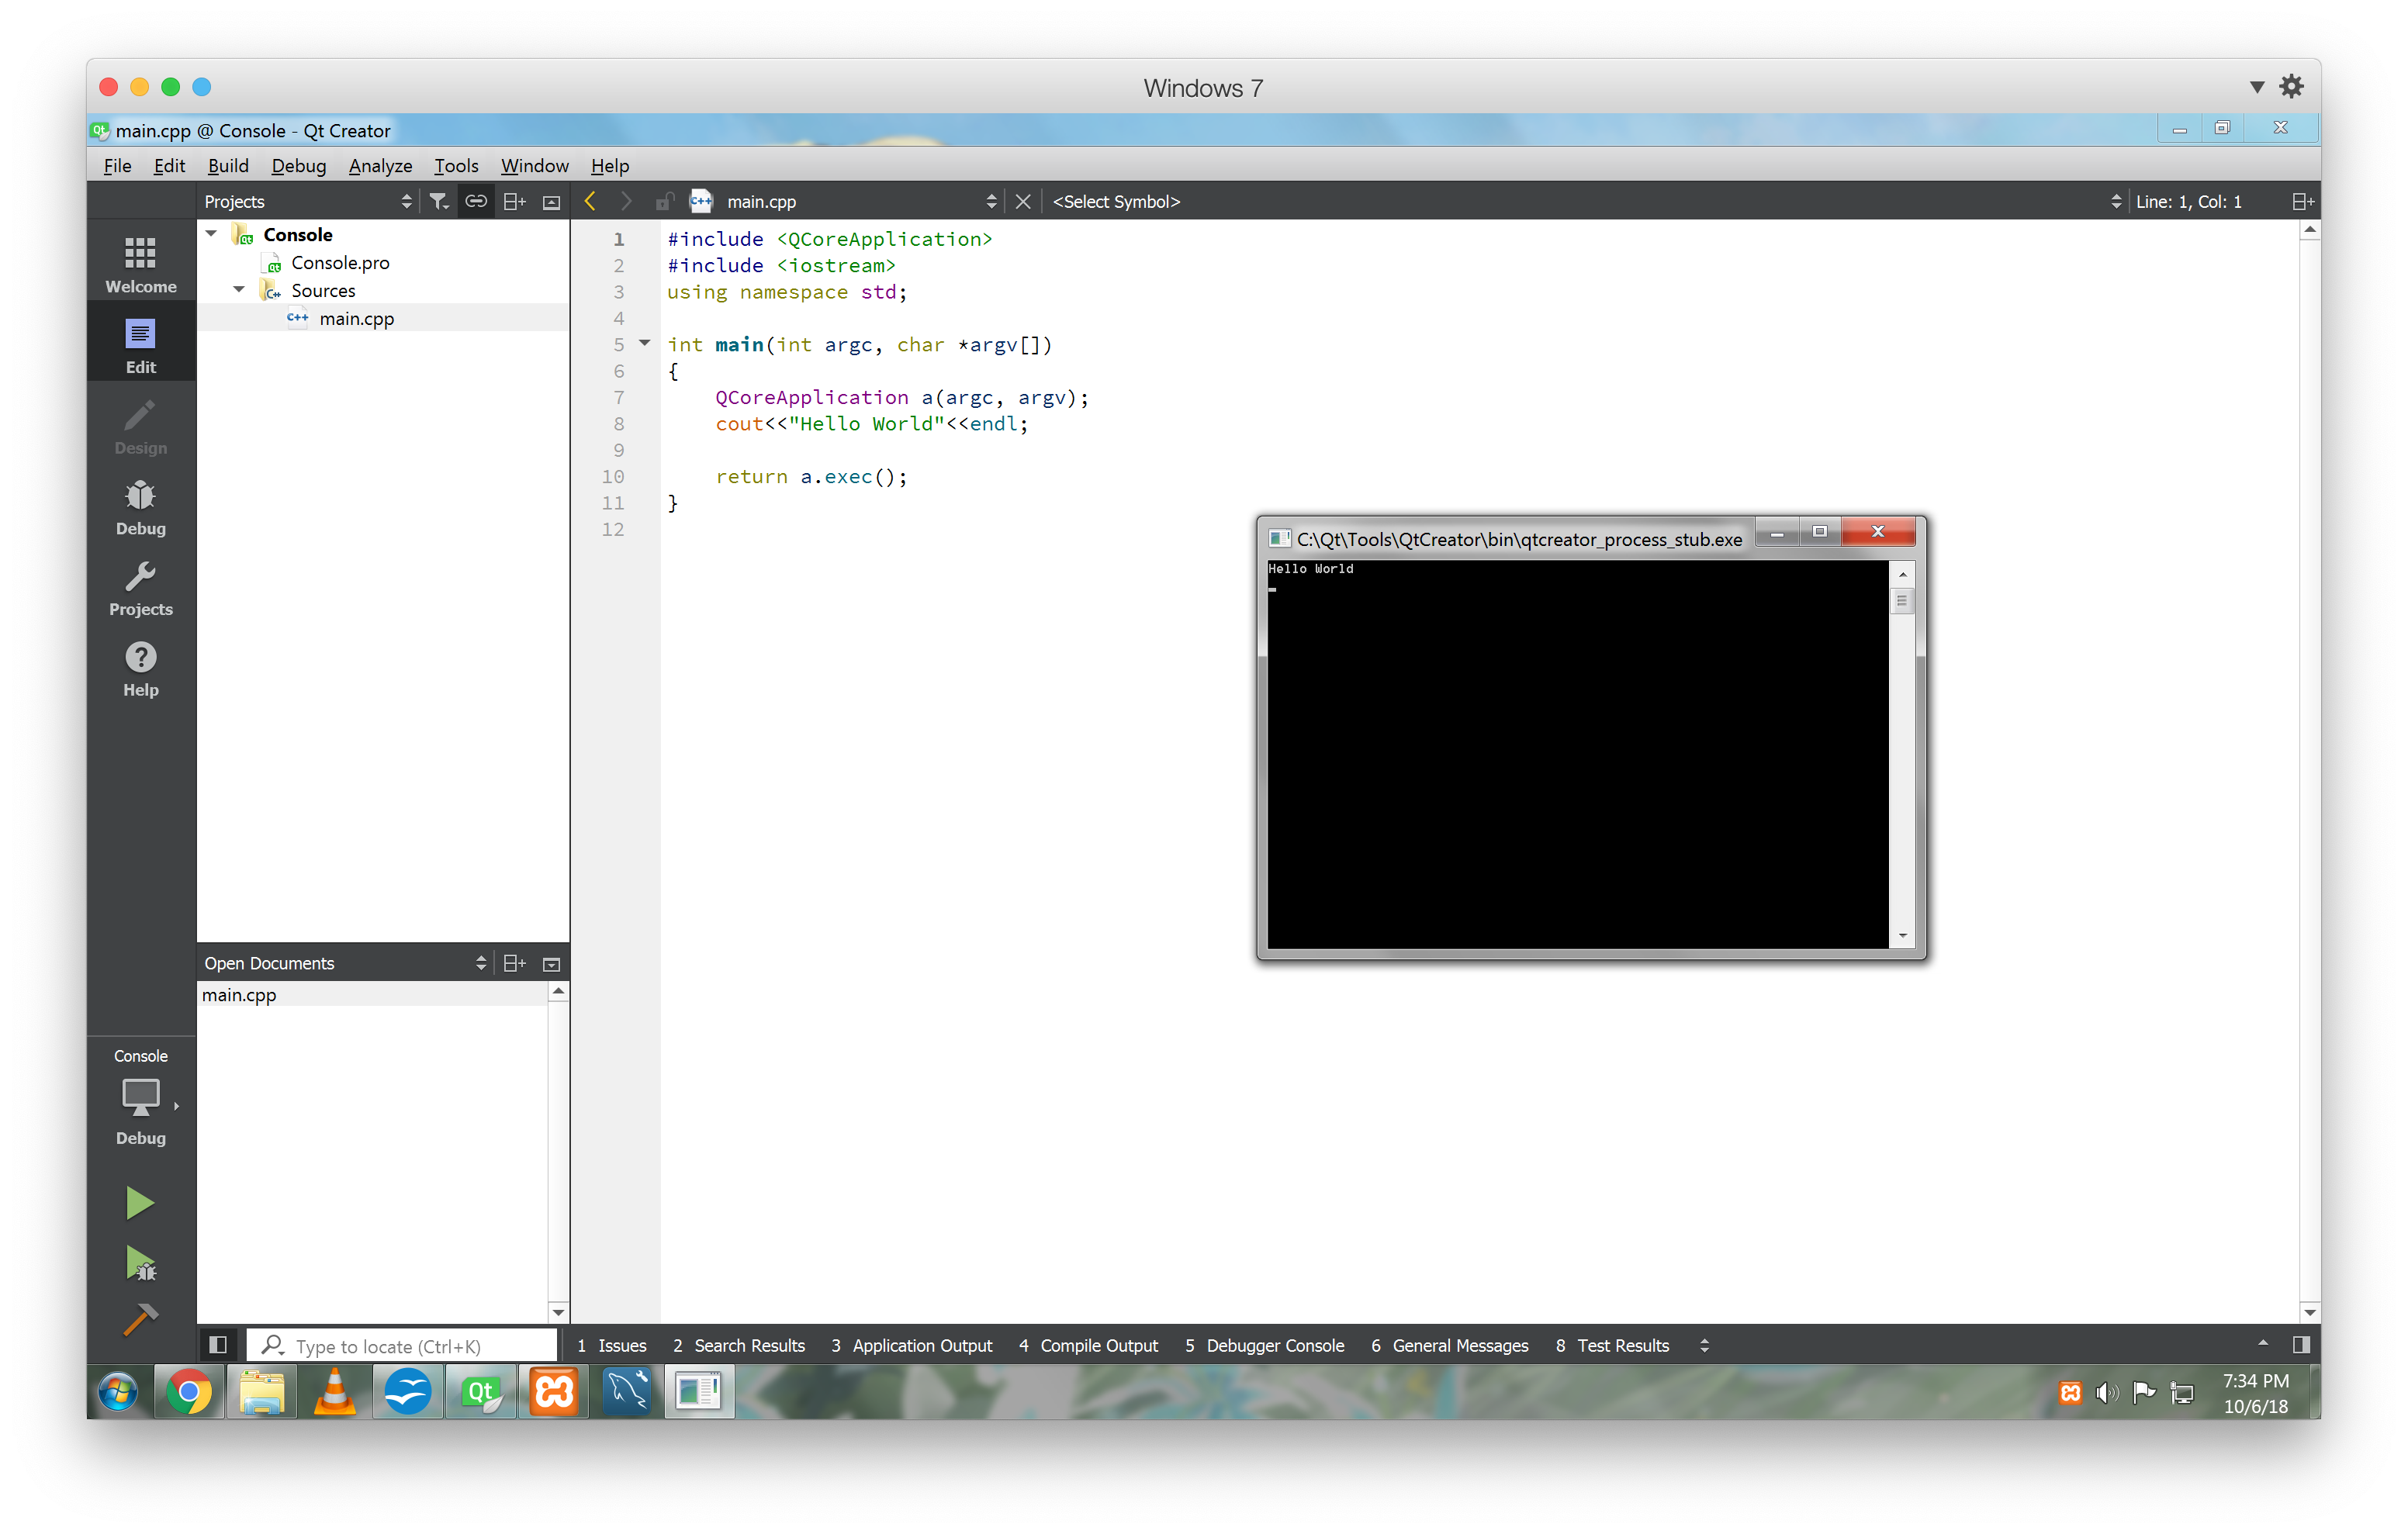 Windows 7
main.cpp @ Console - Qt Creator
File Edit Build Debug Analyze Tools Window Help
Projects
main.cpp
<Select Symbol>
Line: 1, Col: 1
Welcome
Edit
Design
Debug
Projects
Help
Console
Console.pro
Sources
main.cpp
1 #include <QCoreApplication>
2 #include <iostream>
3 using namespace std;
4
5 int main(int argc, char *argv[])
6 {
7 QCoreApplication a(argc, argv);
8 cout<<"Hello World"<<endl;
9
10 return a.exec();
11 }
12
C:\Qt\Tools\QtCreator\bin\qtcreator_process_stub.exe
Hello World
Open Documents
main.cpp
Console
Debug
Type to locate (Ctrl+K)
1 Issues 2 Search Results 3 Application Output 4 Compile Output 5 Debugger Console 6 General Messages 8 Test Results
7:34 PM
10/6/18